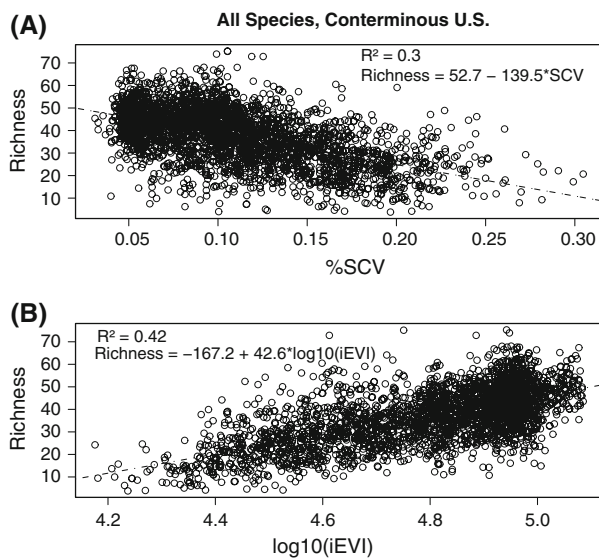 (A)
All Species, Conterminous U.S.
R² = 0.3
Richness = 52.7 − 139.5*SCV
Richness
70
60
50
40
30
20
10
0.05 0.10 0.15 0.20 0.25 0.30
%SCV
(B)
R² = 0.42
Richness = −167.2 + 42.6*log10(iEVI)
Richness
70
60
50
40
30
20
10
4.2 4.4 4.6 4.8 5.0
log10(iEVI)